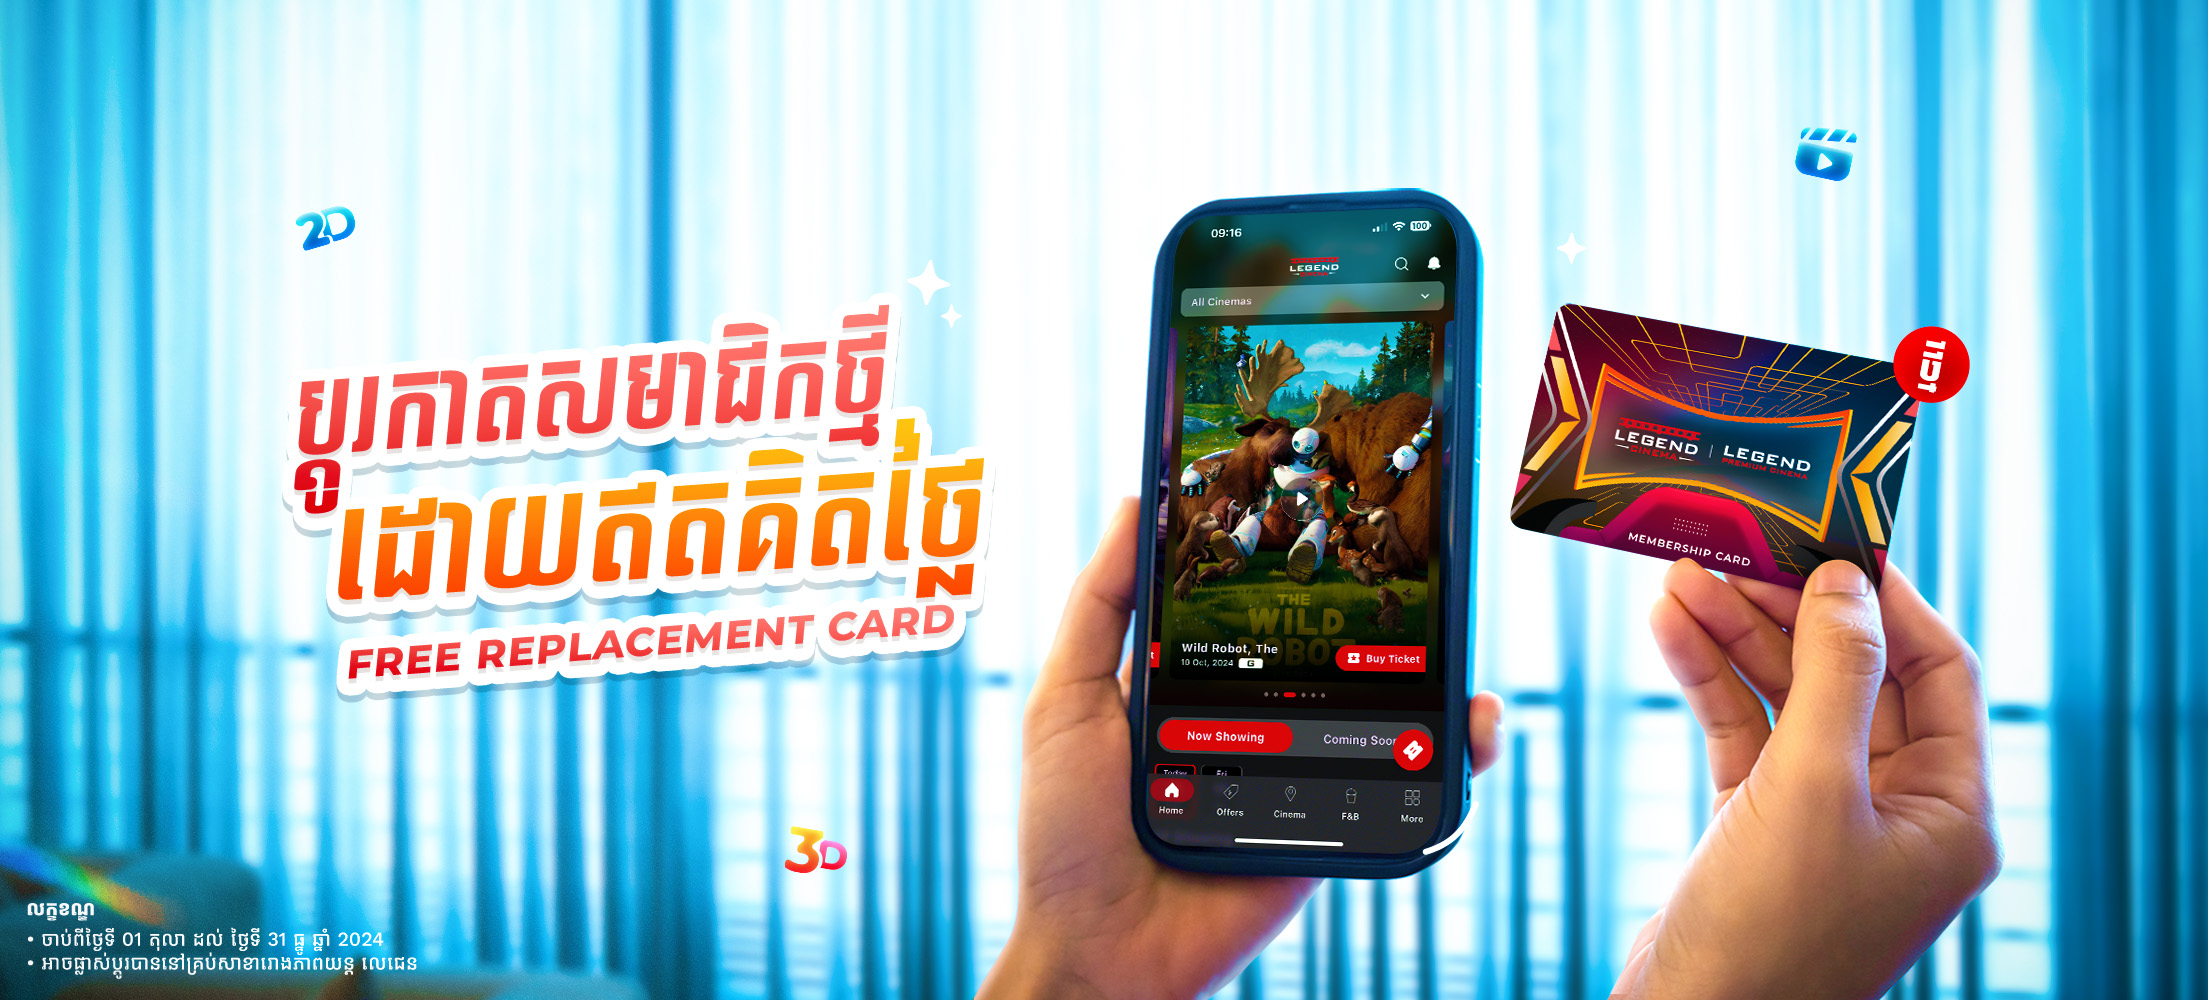 2D
ប្តូរកាតសមាជិកថ្មី
ដោយឥតគិតថ្លៃ
FREE REPLACEMENT CARD
3D
លក្ខខណ្ឌ
• ចាប់ពីថ្ងៃទី 01 តុលា ដល់ ថ្ងៃទី 31 ធ្នូ ឆ្នាំ 2024
• អាចផ្លាស់ប្តូរបាននៅគ្រប់សាខារោងភាពយន្ត លេជេន
09:16
100
LEGEND
All Cinemas
THE
WILD
ROBOT
Wild Robot, The
10 Oct, 2024 G
Buy Ticket
Now Showing
Coming Soon
Today
Fri
Home
Offers
Cinema
F&B
More
ថ្មី
LEGEND
CINEMA
LEGEND
PREMIUM CINEMA
MEMBERSHIP CARD